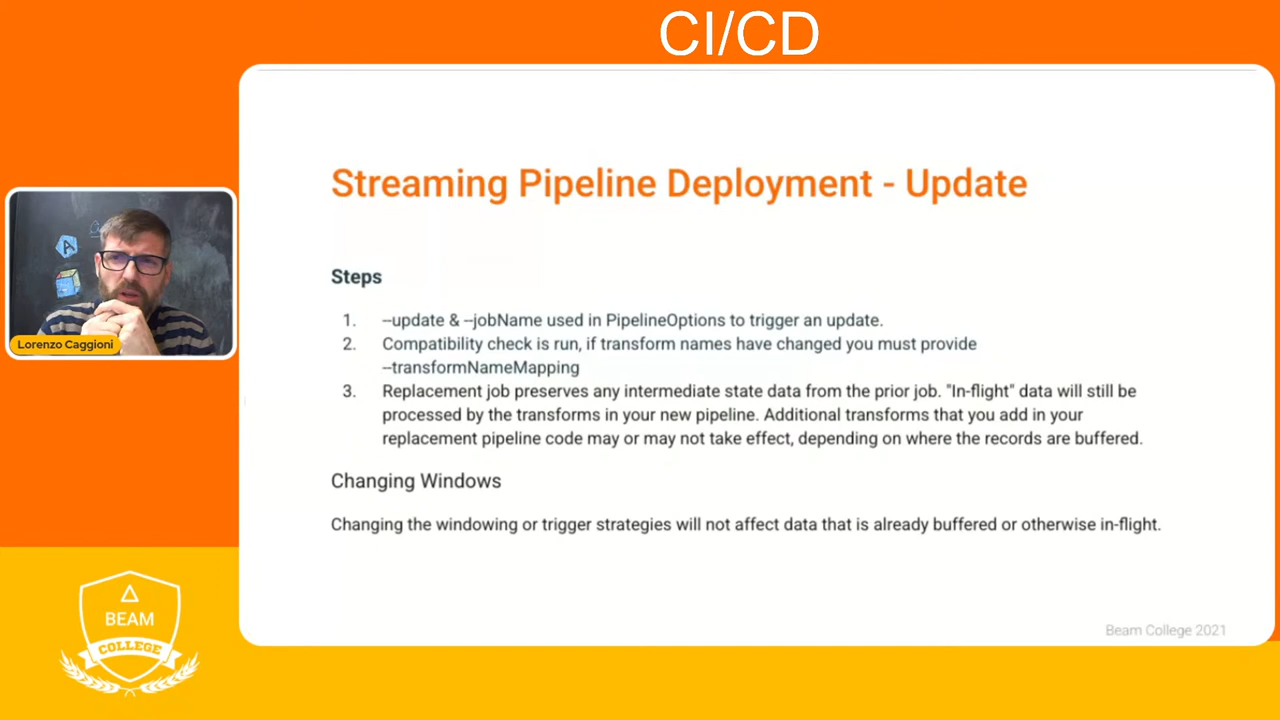 CI/CD
Streaming Pipeline Deployment - Update
Steps
1. --update & --jobName used in PipelineOptions to trigger an update.
2. Compatibility check is run, if transform names have changed you must provide
--transformNameMapping
3. Replacement job preserves any intermediate state data from the prior job. "In-flight" data will still be
processed by the transforms in your new pipeline. Additional transforms that you add in your
replacement pipeline code may or may not take effect, depending on where the records are buffered.
Changing Windows
Changing the windowing or trigger strategies will not affect data that is already buffered or otherwise in-flight.
Beam College 2021
Lorenzo Caggioni
A
BEAM
COLLEGE